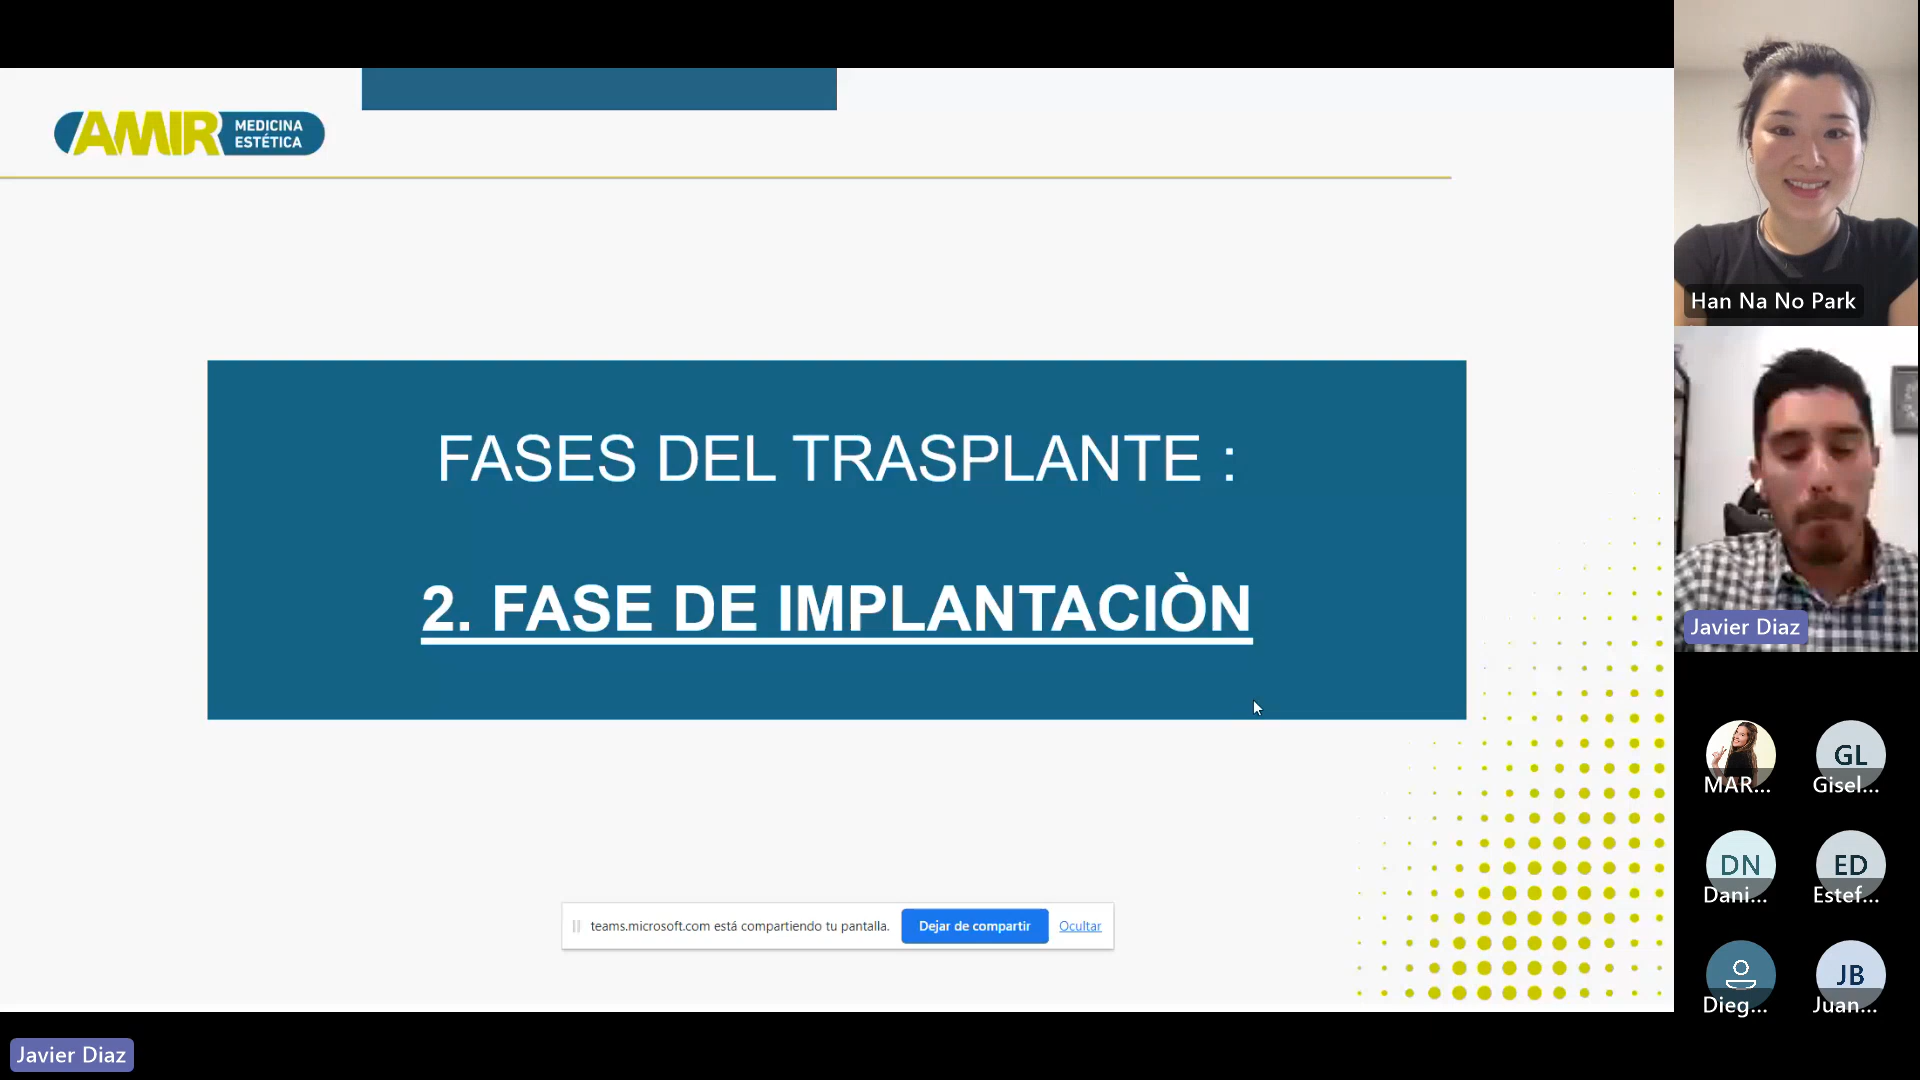 AMIR MEDICINA
ESTÉTICA
FASES DEL TRASPLANTE :
2. FASE DE IMPLANTACIÒN
teams.microsoft.com está compartiendo tu pantalla. Dejar de compartir Ocultar
Javier Diaz
Han Na No Park
Javier Diaz
GL
MAR... Gisel...
DN ED
Dani... Estef...
JB
Dieg... Juan...